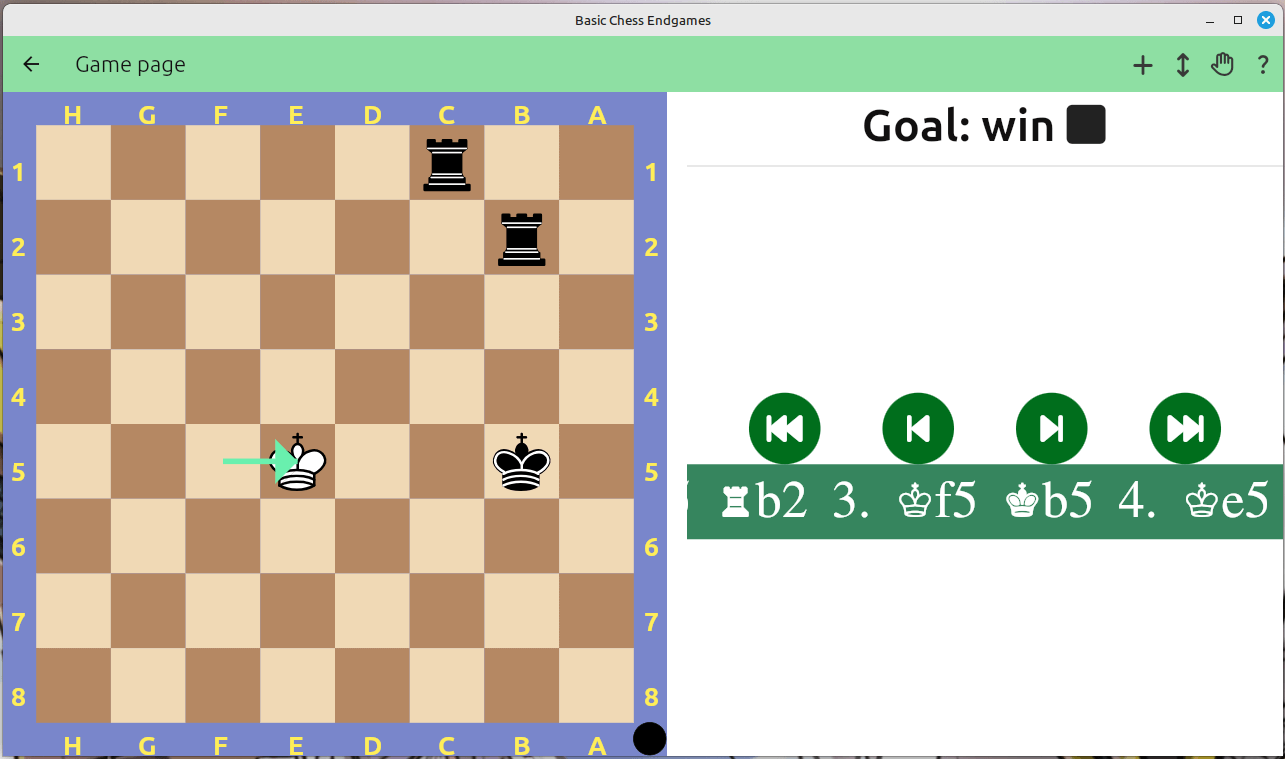 Basic Chess Endgames
Game page
?
H G F E D C B A
Goal: win
1 1
2 2
3 3
4 4
5 5
♜b2 3. ♔f5 ♚b5 4. ♔e5
6 6
7 7
8 8
H G F E D C B A